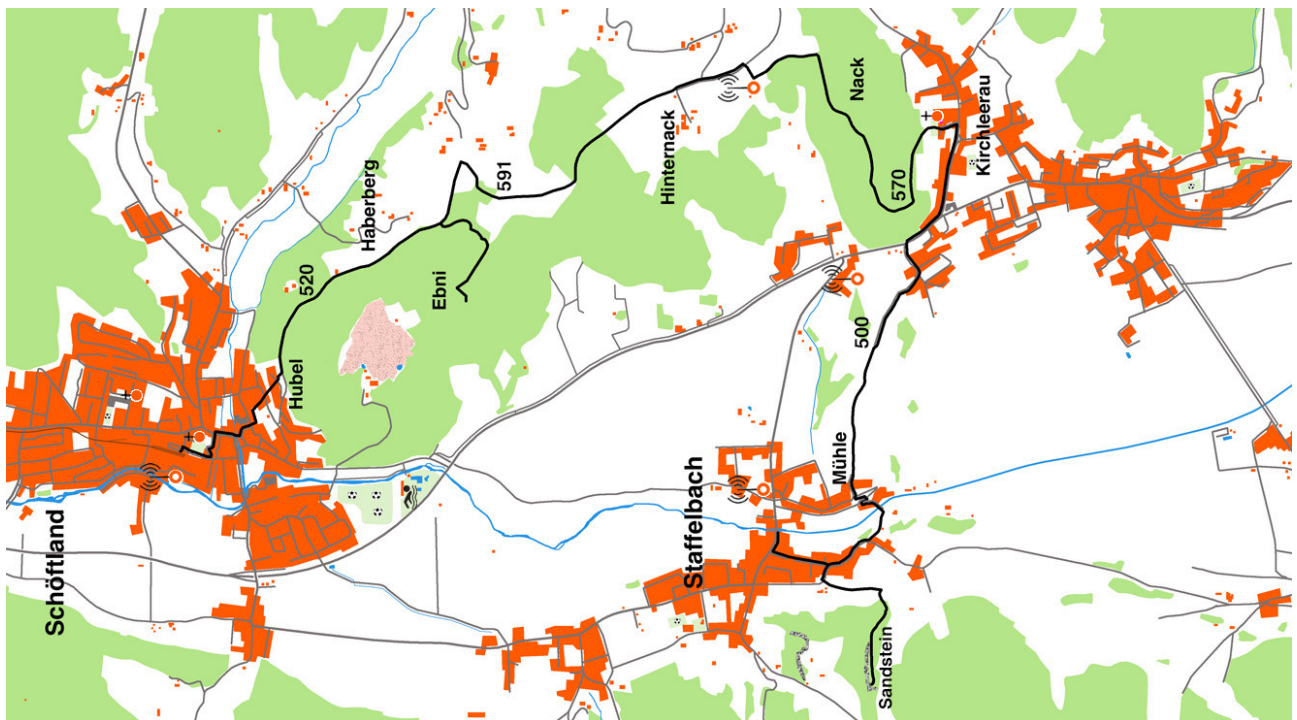 Schöftland
Hubel
520
Haberberg
Ebni
591
Hinternack
Nack
570
Kirchleerau
500
Mühle
Staffelbach
Sandstein